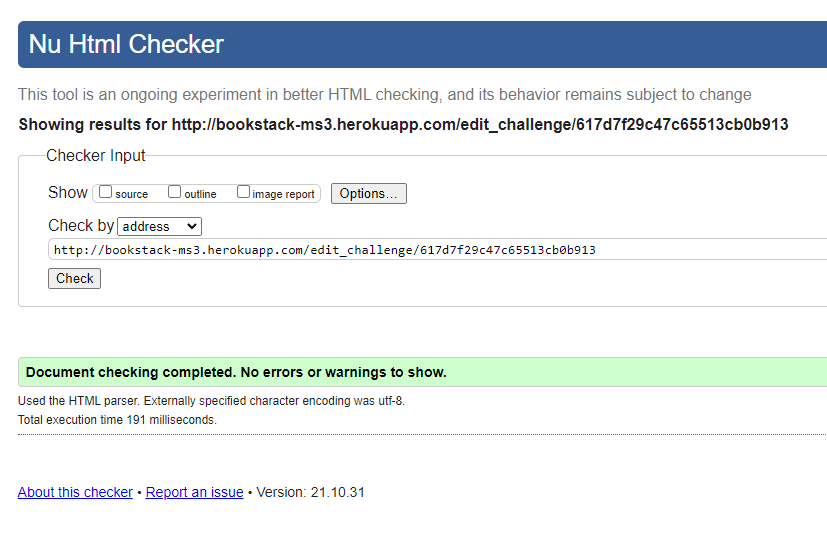 Nu Html Checker
This tool is an ongoing experiment in better HTML checking, and its behavior remains subject to change
Showing results for http://bookstack-ms3.herokuapp.com/edit_challenge/617d7f29c47c65513cb0b913
Checker Input
Show source outline image report Options...
Check by address
http://bookstack-ms3.herokuapp.com/edit_challenge/617d7f29c47c65513cb0b913
Check
Document checking completed. No errors or warnings to show.
Used the HTML parser. Externally specified character encoding was utf-8.
Total execution time 191 milliseconds.
About this checker • Report an issue • Version: 21.10.31